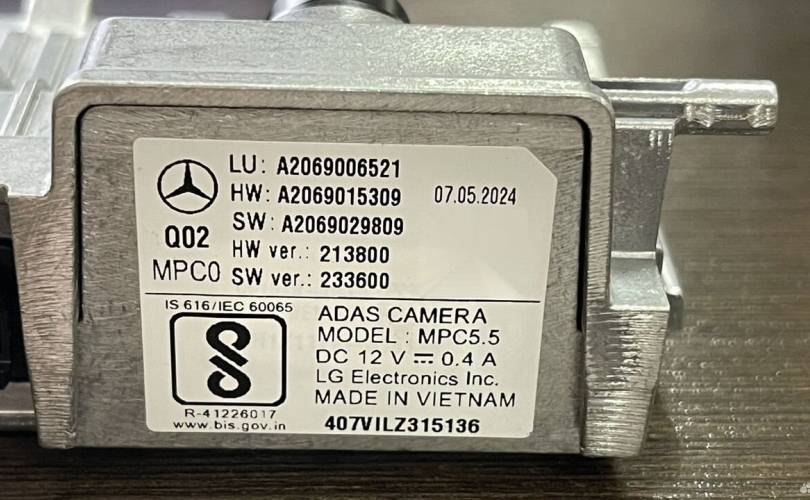 LU: A2069006521
HW: A2069015309 07.05.2024
SW: A2069029809
Q02 HW ver.: 213800
MPC0 SW ver.: 233600
IS 616/IEC 60065
ADAS CAMERA
MODEL : MPC5.5
DC 12 V ⎓ 0.4 A
LG Electronics Inc.
MADE IN VIETNAM
R-41226017
www.bis.gov.in
407VILZ315136